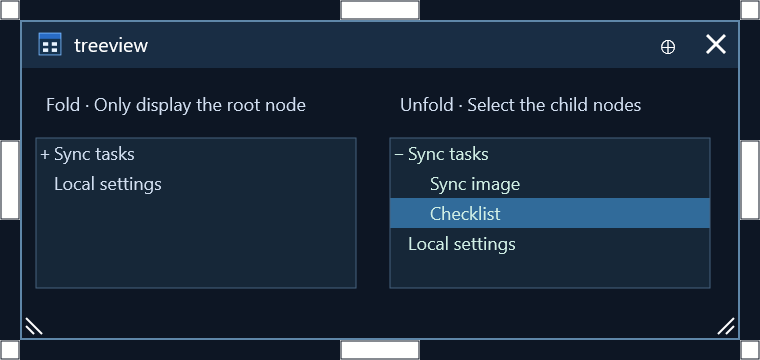 treeview
Fold · Only display the root node
Unfold · Select the child nodes
+ Sync tasks
Local settings
– Sync tasks
Sync image
Checklist
Local settings